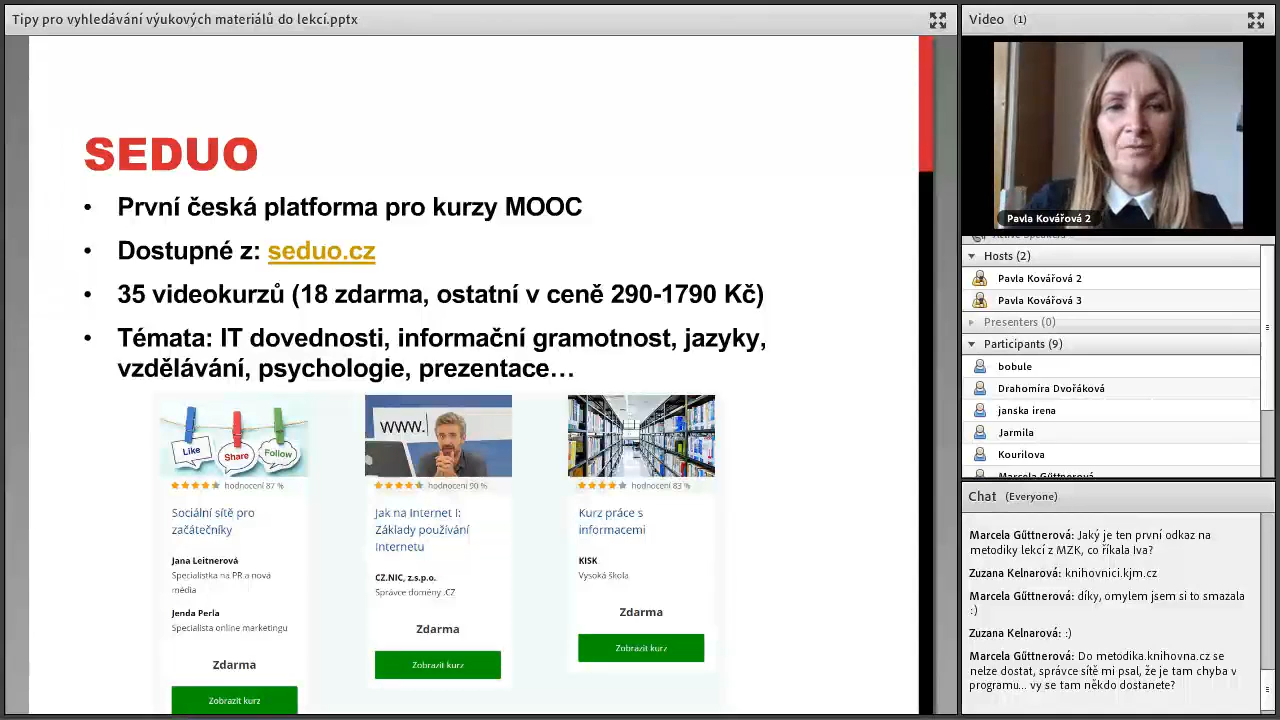 Tipy pro vyhledávání výukových materiálů do lekcí.pptx
SEDUO
• První česká platforma pro kurzy MOOC
• Dostupné z: seduo.cz
• 35 videokurzů (18 zdarma, ostatní v ceně 290-1790 Kč)
• Témata: IT dovednosti, informační gramotnost, jazyky,
vzdělávání, psychologie, prezentace…
Like
Share
Follow
hodnocení 87 %
Sociální sítě pro
začátečníky
Jana Leitnerová
Specialistka na PR a nová
média
Jenda Perla
Specialista online marketingu
Zdarma
Zobrazit kurz
www.
hodnocení 90 %
Jak na Internet I:
Základy používání
Internetu
CZ.NIC, z.s.p.o.
Správce domény .CZ
Zdarma
Zobrazit kurz
hodnocení 83 %
Kurz práce s
informacemi
KISK
Vysoká škola
Zdarma
Zobrazit kurz
Video (1)
Pavla Kovářová 2
Hosts (2)
Pavla Kovářová 2
Pavla Kovářová 3
Presenters (0)
Participants (9)
bobule
Drahomíra Dvořáková
janska irena
Jarmila
Kourilova
Marcela Gűttnerová
Chat (Everyone)
Marcela Gűttnerová: Jaký je ten první odkaz na
metodiky lekcí z MZK, co říkala Iva?
Zuzana Kelnarová: knihovnici.kjm.cz
Marcela Gűttnerová: díky, omylem jsem si to smazala
:)
Zuzana Kelnarová: :)
Marcela Gűttnerová: Do metodika.knihovna.cz se
nelze dostat, správce sítě mi psal, že je tam chyba v
programu... vy se tam někdo dostanete?